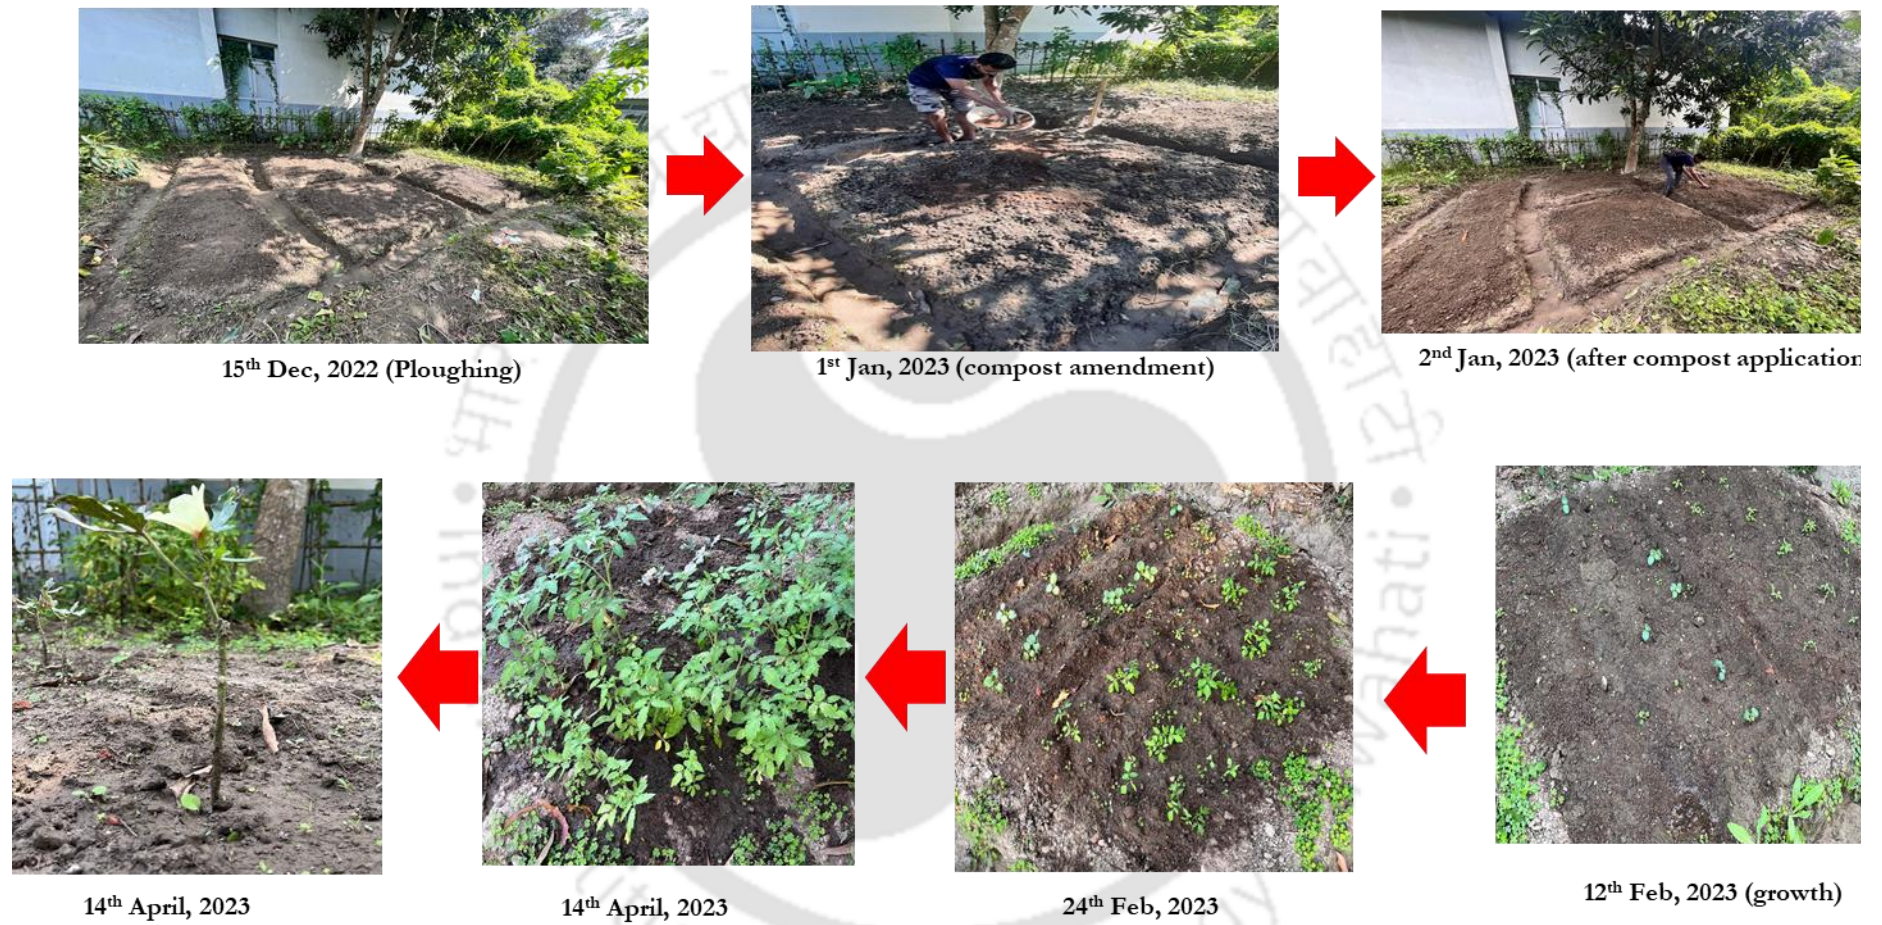 15th Dec, 2022 (Ploughing)
1st Jan, 2023 (compost amendment)
2nd Jan, 2023 (after compost application
14th April, 2023
14th April, 2023
24th Feb, 2023
12th Feb, 2023 (growth)